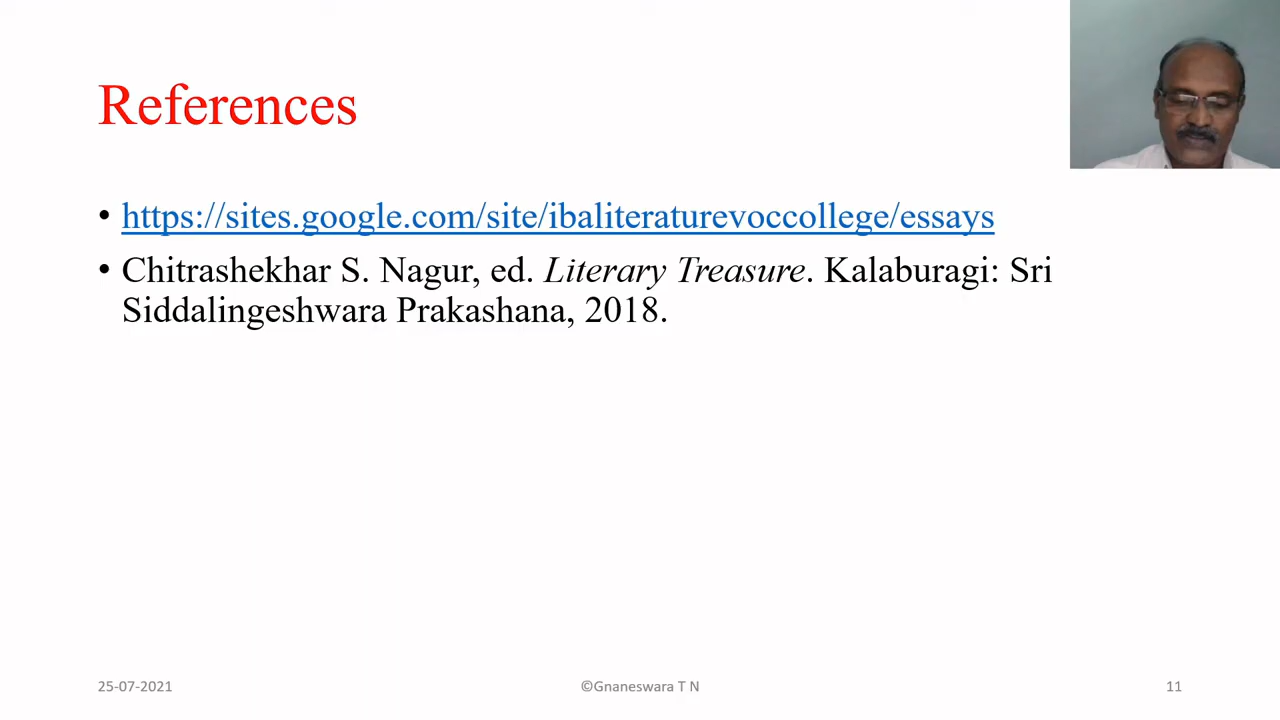 References
• https://sites.google.com/site/ibaliteraturevoccollege/essays
• Chitrashekhar S. Nagur, ed. Literary Treasure. Kalaburagi: Sri
Siddalingeshwara Prakashana, 2018.
25-07-2021
©Gnaneswara T N
11